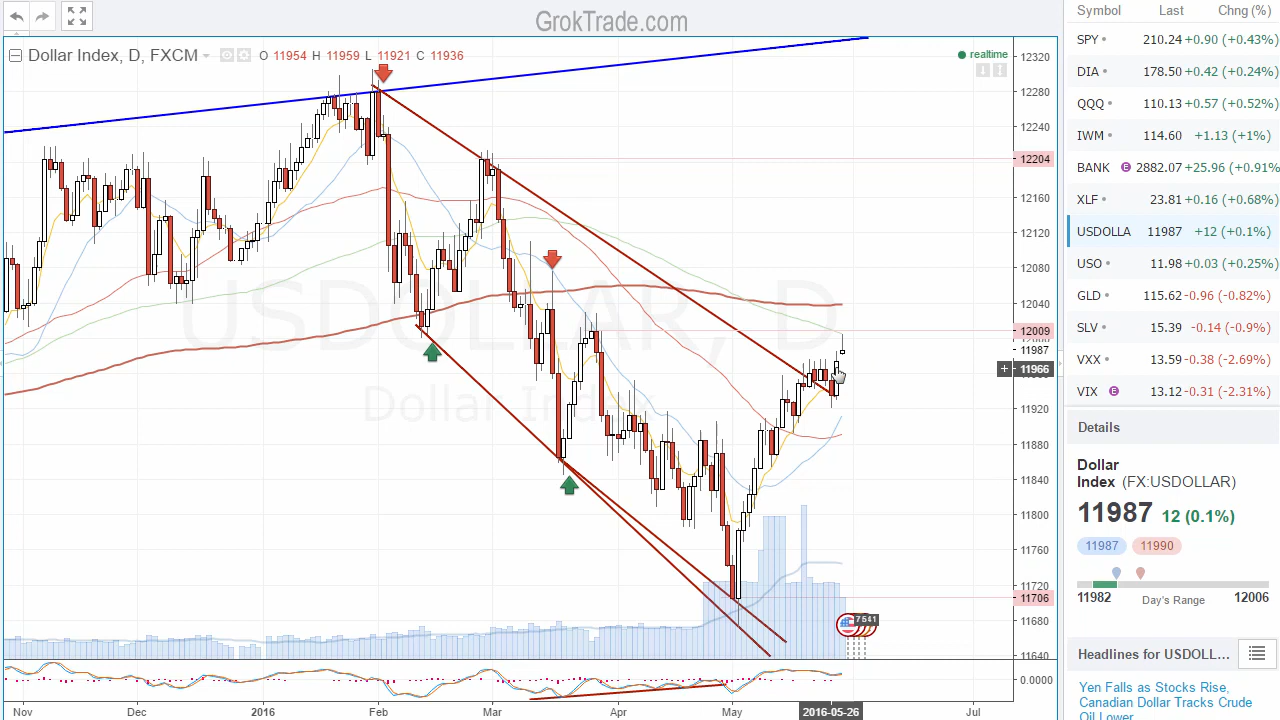 GrokTrade.com
Dollar Index, D, FXCM O 11954 H 11959 L 11921 C 11936
realtime
USDOLLAR, D
Dollar Index
12320
12280
12240
12204
12160
12120
12080
12040
12009
11987
11966
11920
11880
11840
11800
11760
11720
11706
11680
11640
7541
0.0000
Nov Dec 2016 Feb Mar Apr May 2016-05-26 Jul
Symbol Last Chng (%)
SPY 210.24 +0.90 (+0.43%)
DIA 178.50 +0.42 (+0.24%)
QQQ 110.13 +0.57 (+0.52%)
IWM 114.60 +1.13 (+1%)
BANK E 2882.07 +25.96 (+0.91%
XLF 23.81 +0.16 (+0.68%)
USDOLLA 11987 +12 (+0.1%)
USO 11.98 +0.03 (+0.25%)
GLD 115.62 -0.96 (-0.82%)
SLV 15.39 -0.14 (-0.9%)
VXX 13.59 -0.38 (-2.69%)
VIX E 13.12 -0.31 (-2.31%)
Details
Dollar
Index (FX:USDOLLAR)
11987 12 (0.1%)
11987 11990
11982 Day's Range 12006
Headlines for USDOLL...
Yen Falls as Stocks Rise,
Canadian Dollar Tracks Crude
Oil Lower